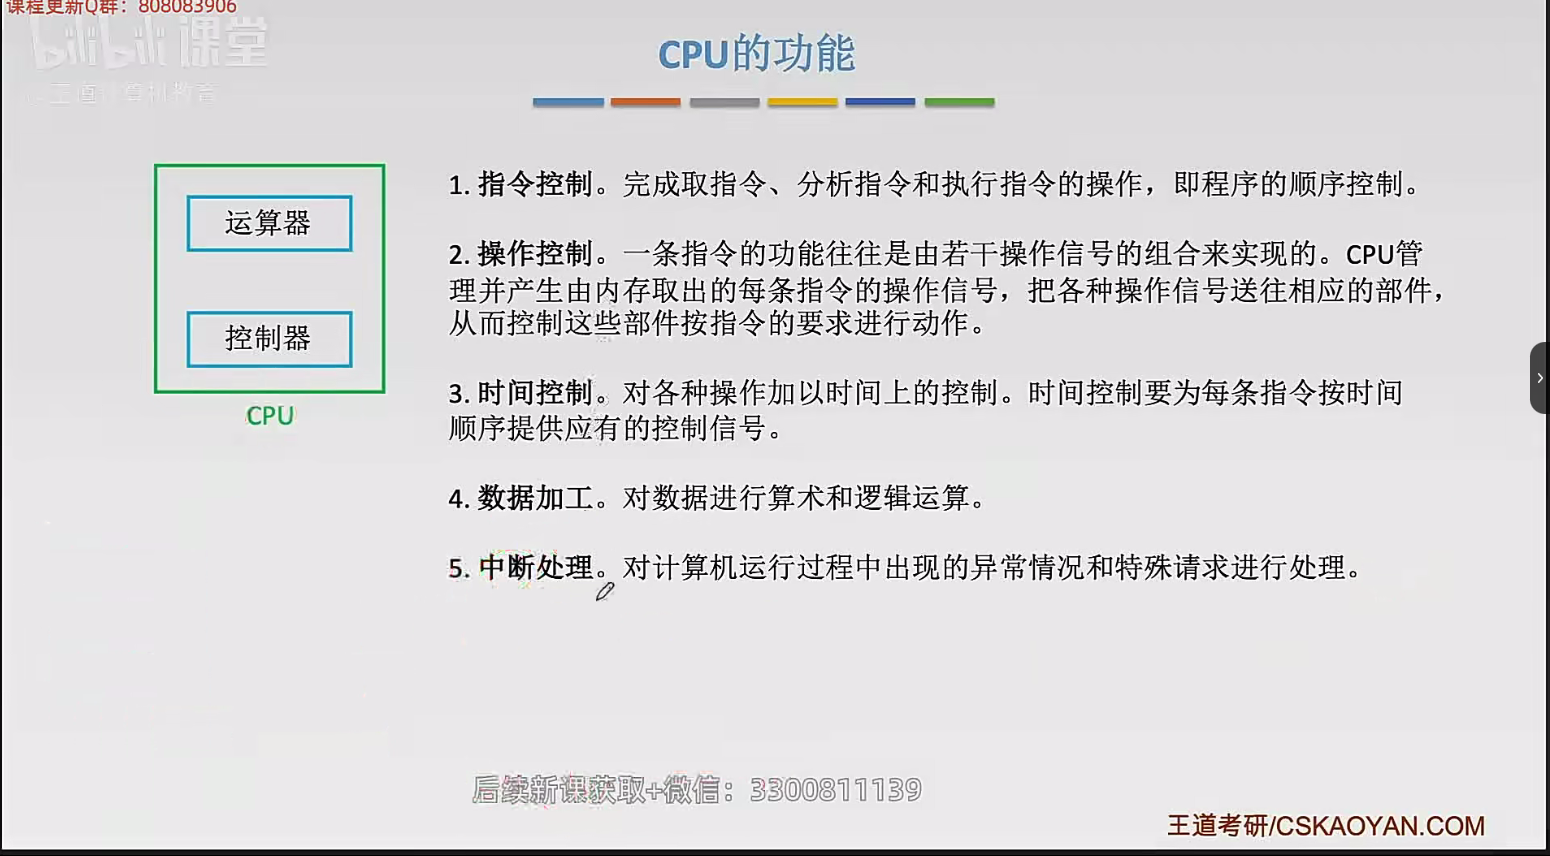 课程更新Q群：808083906
bilibili 课堂
王道计算机教育
CPU的功能
运算器
控制器
CPU
1. 指令控制。完成取指令、分析指令和执行指令的操作，即程序的顺序控制。
2. 操作控制。一条指令的功能往往是由若干操作信号的组合来实现的。CPU管
理并产生由内存取出的每条指令的操作信号，把各种操作信号送往相应的部件，
从而控制这些部件按指令的要求进行动作。
3. 时间控制。对各种操作加以时间上的控制。时间控制要为每条指令按时间
顺序提供应有的控制信号。
4. 数据加工。对数据进行算术和逻辑运算。
5. 中断处理。对计算机运行过程中出现的异常情况和特殊请求进行处理。
后续新课获取+微信：3300811139
王道考研/CSKAOYAN.COM